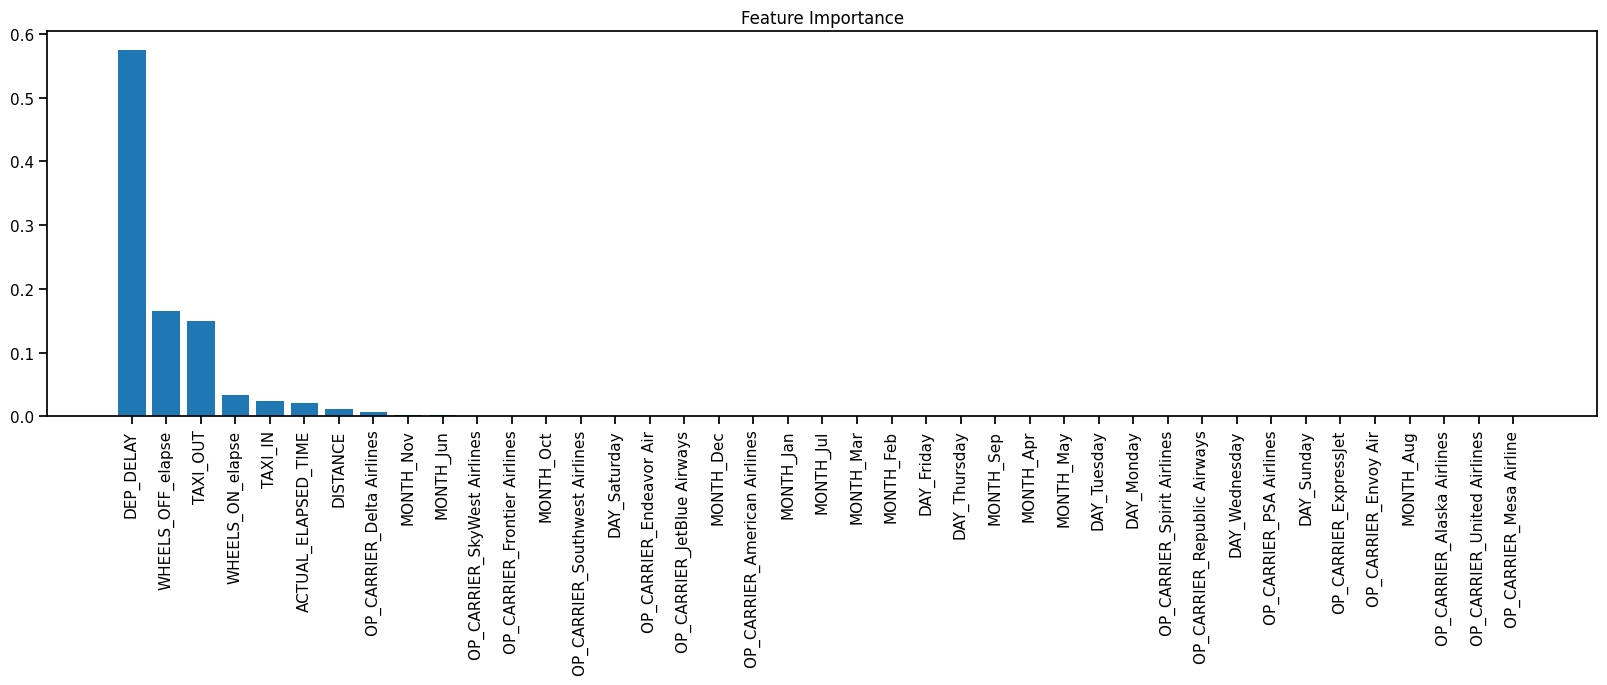 Feature Importance
0.6
0.5
0.4
0.3
0.2
0.1
0.0
DEP_DELAY
WHEELS_OFF_elapse
TAXI_OUT
WHEELS_ON_elapse
TAXI_IN
ACTUAL_ELAPSED_TIME
DISTANCE
OP_CARRIER_Delta Airlines
MONTH_Nov
MONTH_Jun
OP_CARRIER_SkyWest Airlines
OP_CARRIER_Frontier Airlines
MONTH_Oct
OP_CARRIER_Southwest Airlines
DAY_Saturday
OP_CARRIER_Endeavor Air
OP_CARRIER_JetBlue Airways
MONTH_Dec
OP_CARRIER_American Airlines
MONTH_Jan
MONTH_Jul
MONTH_Mar
MONTH_Feb
DAY_Friday
DAY_Thursday
MONTH_Sep
MONTH_Apr
MONTH_May
DAY_Tuesday
DAY_Monday
OP_CARRIER_Spirit Airlines
OP_CARRIER_Republic Airways
DAY_Wednesday
OP_CARRIER_PSA Airlines
DAY_Sunday
OP_CARRIER_ExpressJet
OP_CARRIER_Envoy Air
MONTH_Aug
OP_CARRIER_Alaska Airlines
OP_CARRIER_United Airlines
OP_CARRIER_Mesa Airline